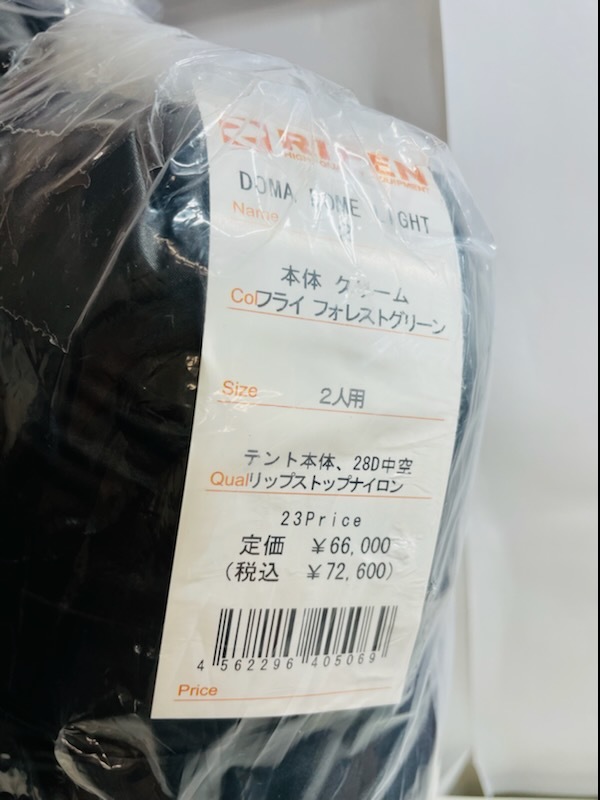 RIPEN
DOMA DOME LIGHT
Name 2
本体 クリーム
Col フライ フォレストグリーン
Size 2人用
テント本体、28D中空
Qual リップストップナイロン
23Price
定価 ¥66,000
(税込 ¥72,600)
4 562296 405069
Price